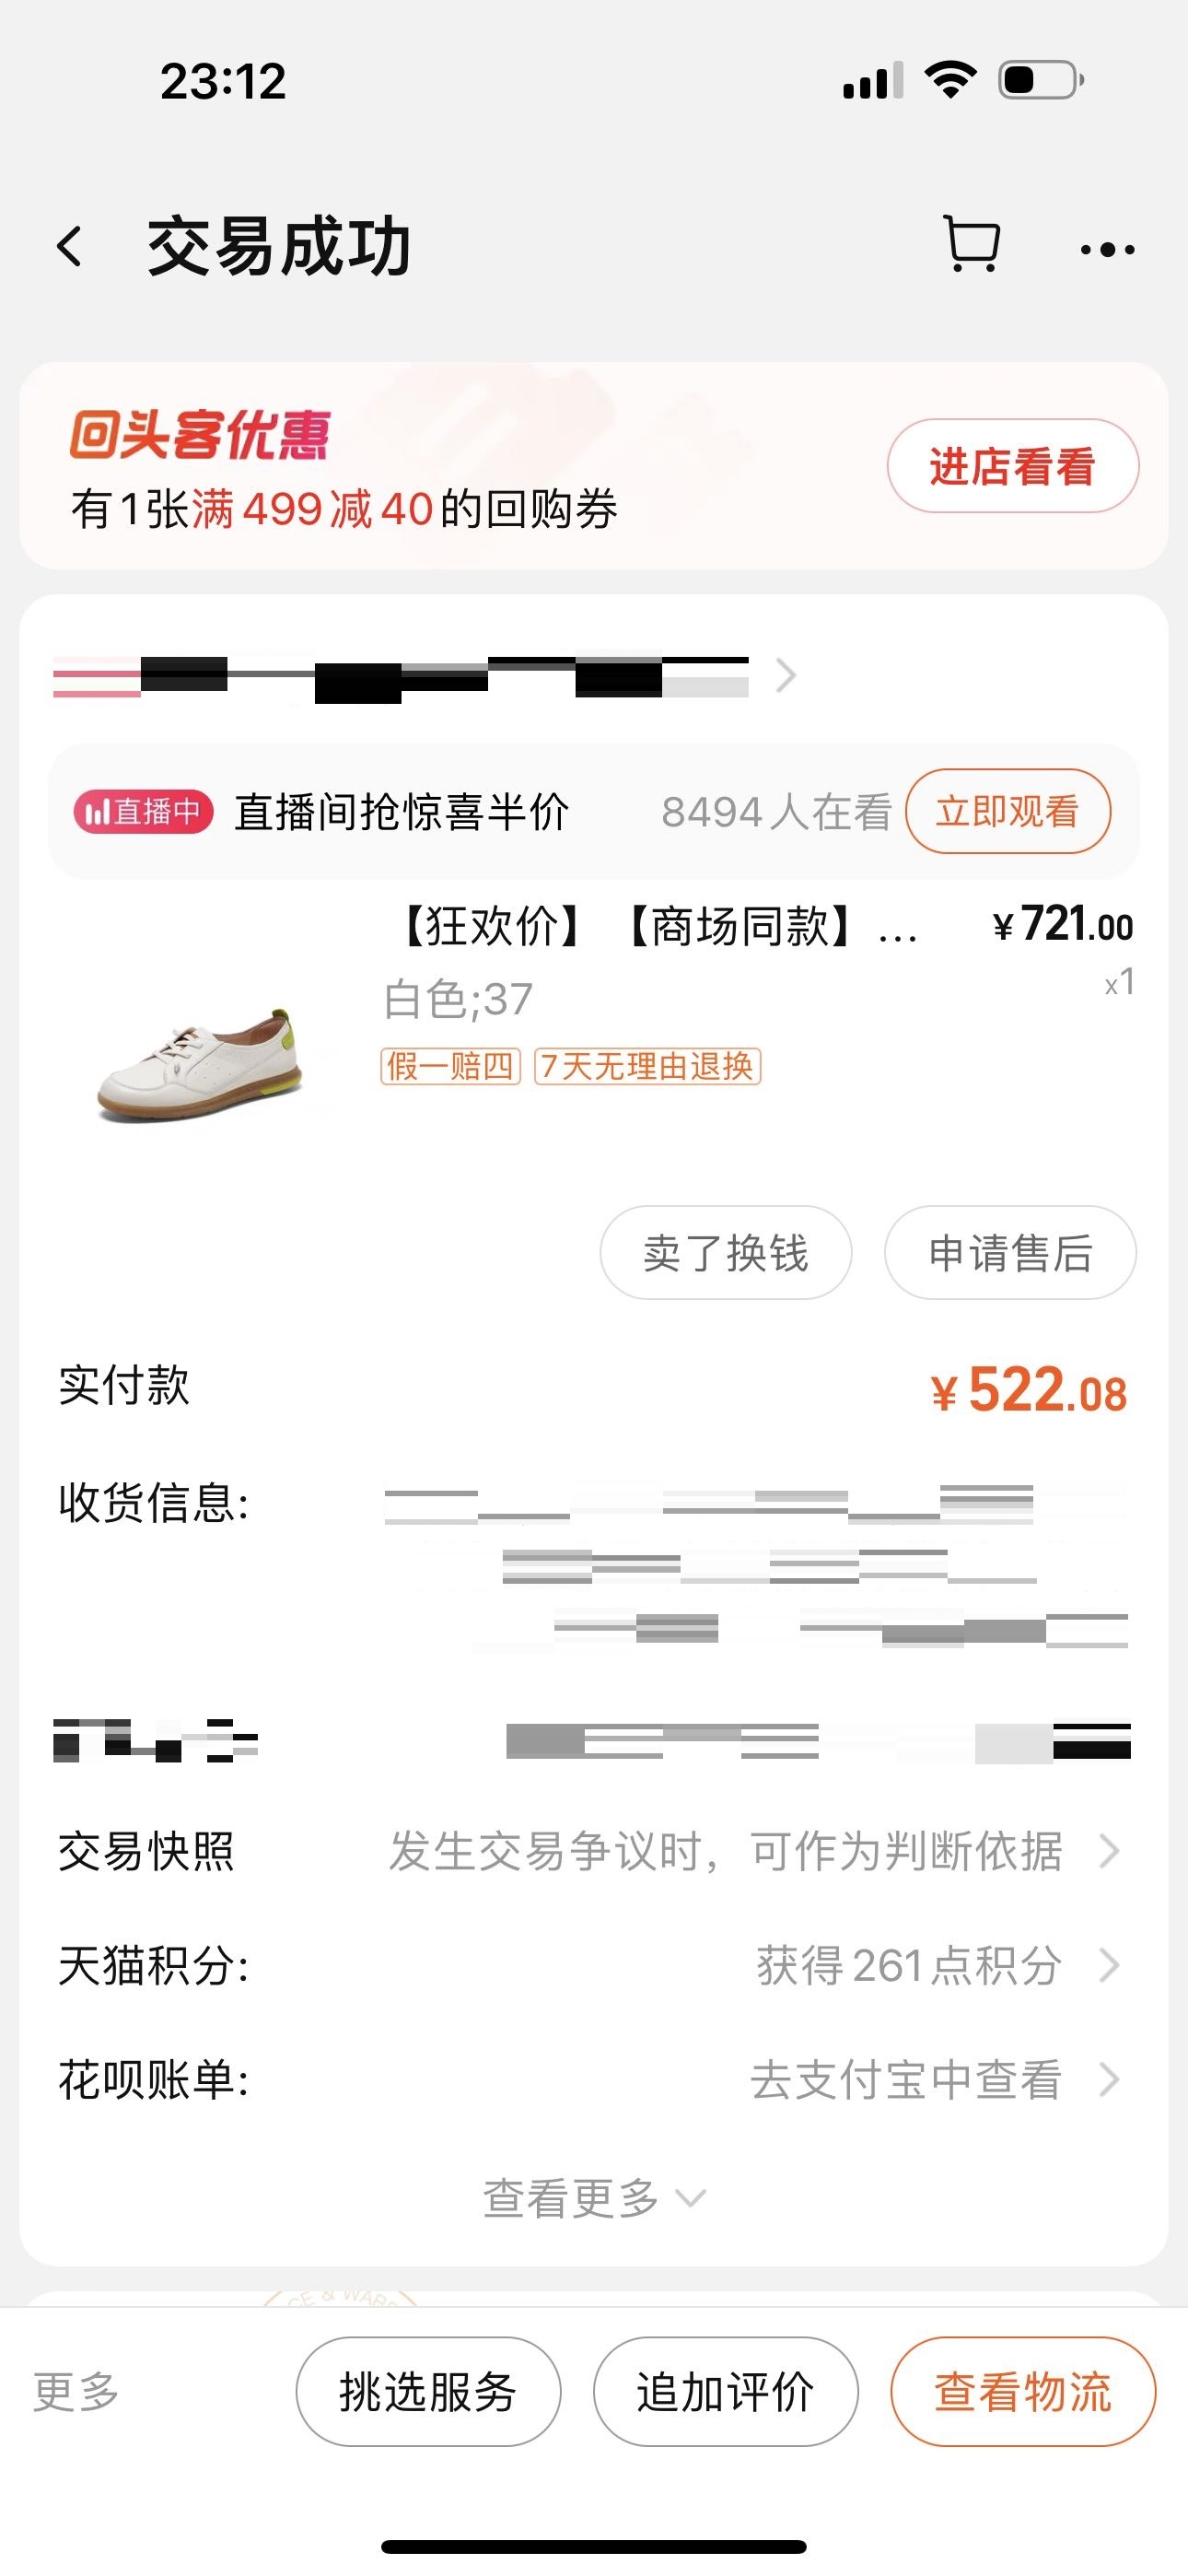 23:12
交易成功
回头客优惠
有1张满499减40的回购券
进店看看
直播中 直播间抢惊喜半价 8494人在看 立即观看
【狂欢价】【商场同款】... ¥721.00
白色;37 x1
假一赔四 7天无理由退换
卖了换钱 申请售后
实付款 ¥522.08
收货信息:
交易快照 发生交易争议时，可作为判断依据
天猫积分: 获得261点积分
花呗账单: 去支付宝中查看
查看更多
更多 挑选服务 追加评价 查看物流